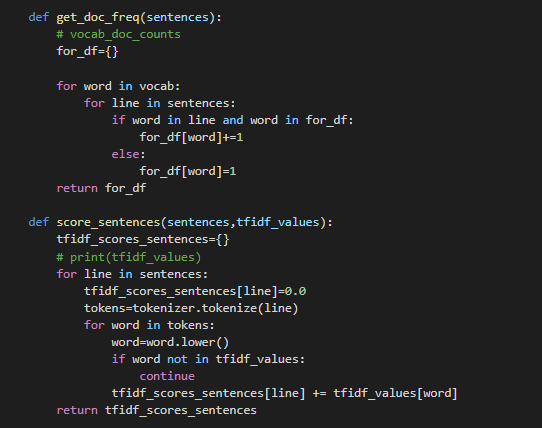 def get_doc_freq(sentences):
    # vocab_doc_counts
    for_df={}

    for word in vocab:
        for line in sentences:
            if word in line and word in for_df:
                for_df[word]+=1
            else:
                for_df[word]=1
    return for_df

def score_sentences(sentences,tfidf_values):
    tfidf_scores_sentences={}
    # print(tfidf_values)
    for line in sentences:
        tfidf_scores_sentences[line]=0.0
        tokens=tokenizer.tokenize(line)
        for word in tokens:
            word=word.lower()
            if word not in tfidf_values:
                continue
            tfidf_scores_sentences[line] += tfidf_values[word]
    return tfidf_scores_sentences